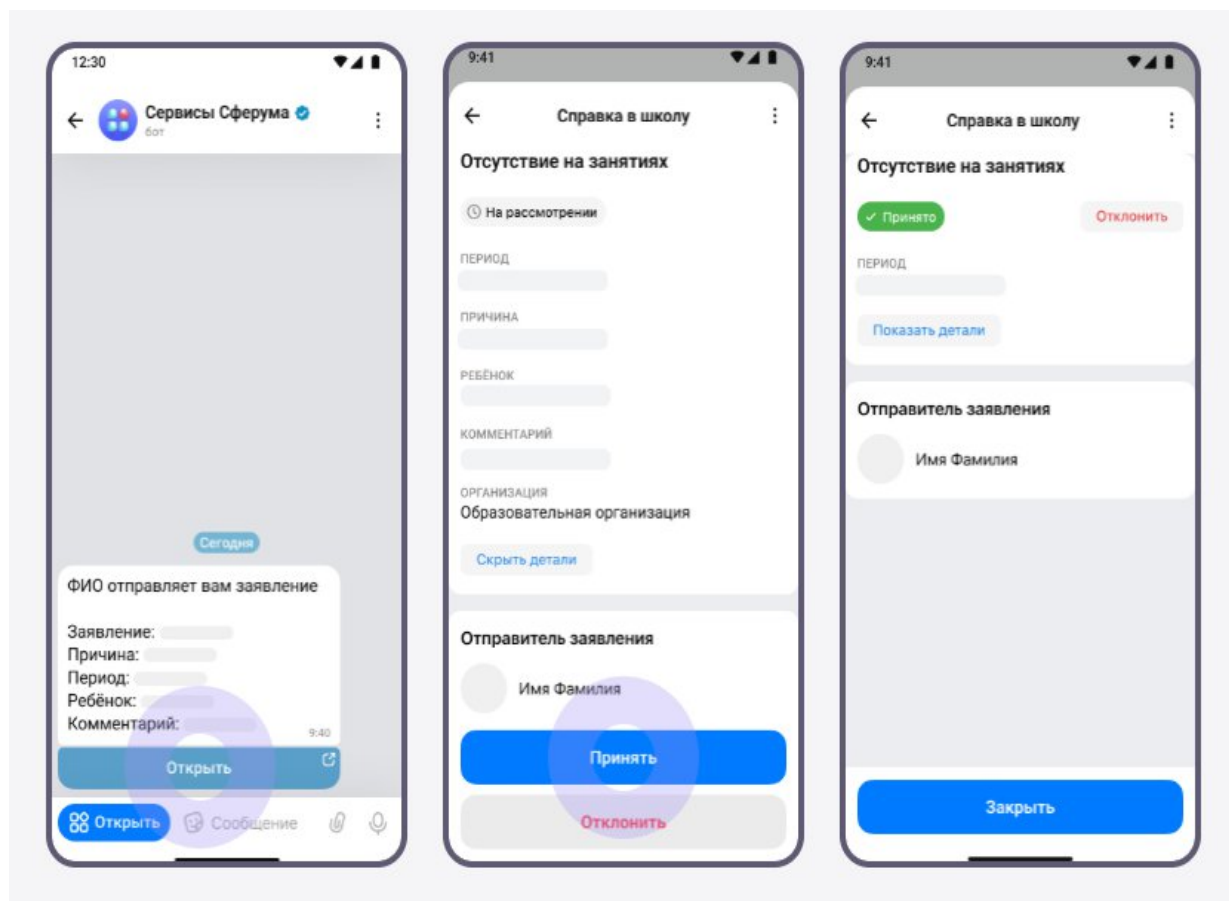 12:30
Сервисы Сферума
бот
Сегодня
ФИО отправляет вам заявление
Заявление:
Причина:
Период:
Ребёнок:
Комментарий:
9:40
Открыть
Открыть
Сообщение
9:41
Справка в школу
Отсутствие на занятиях
На рассмотрении
ПЕРИОД
ПРИЧИНА
РЕБЁНОК
КОММЕНТАРИЙ
ОРГАНИЗАЦИЯ
Образовательная организация
Скрыть детали
Отправитель заявления
Имя Фамилия
Принять
Отклонить
9:41
Справка в школу
Отсутствие на занятиях
Принято
Отклонить
ПЕРИОД
Показать детали
Отправитель заявления
Имя Фамилия
Закрыть